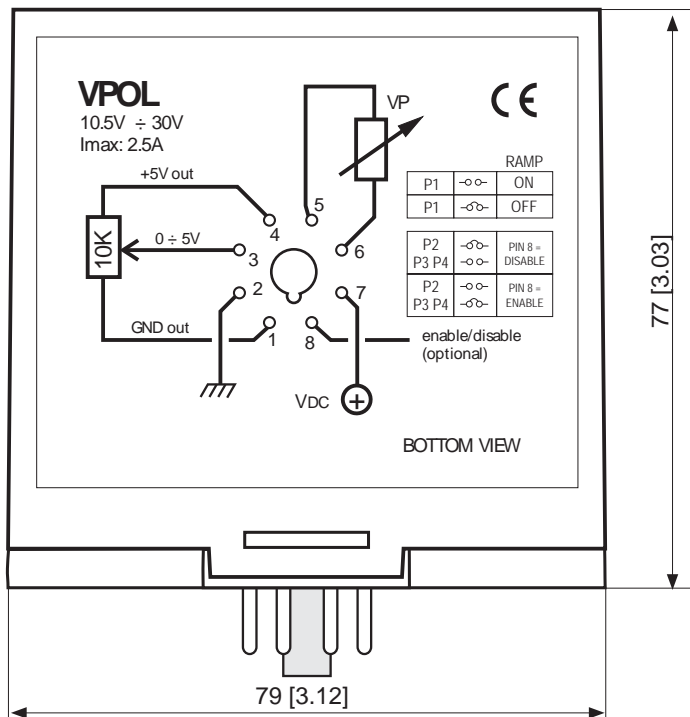 VPOL
10.5V ÷ 30V
Imax: 2.5A
VP
CE
+5V out
10K
0 ÷ 5V
GND out
1
2
3
4
5
6
7
8
RAMP
P1 ON
P1 OFF
P2
P3 P4
PIN 8 =
DISABLE
P2
P3 P4
PIN 8 =
ENABLE
enable/disable
(optional)
VDC
+
BOTTOM VIEW
77 [3.03]
79 [3.12]